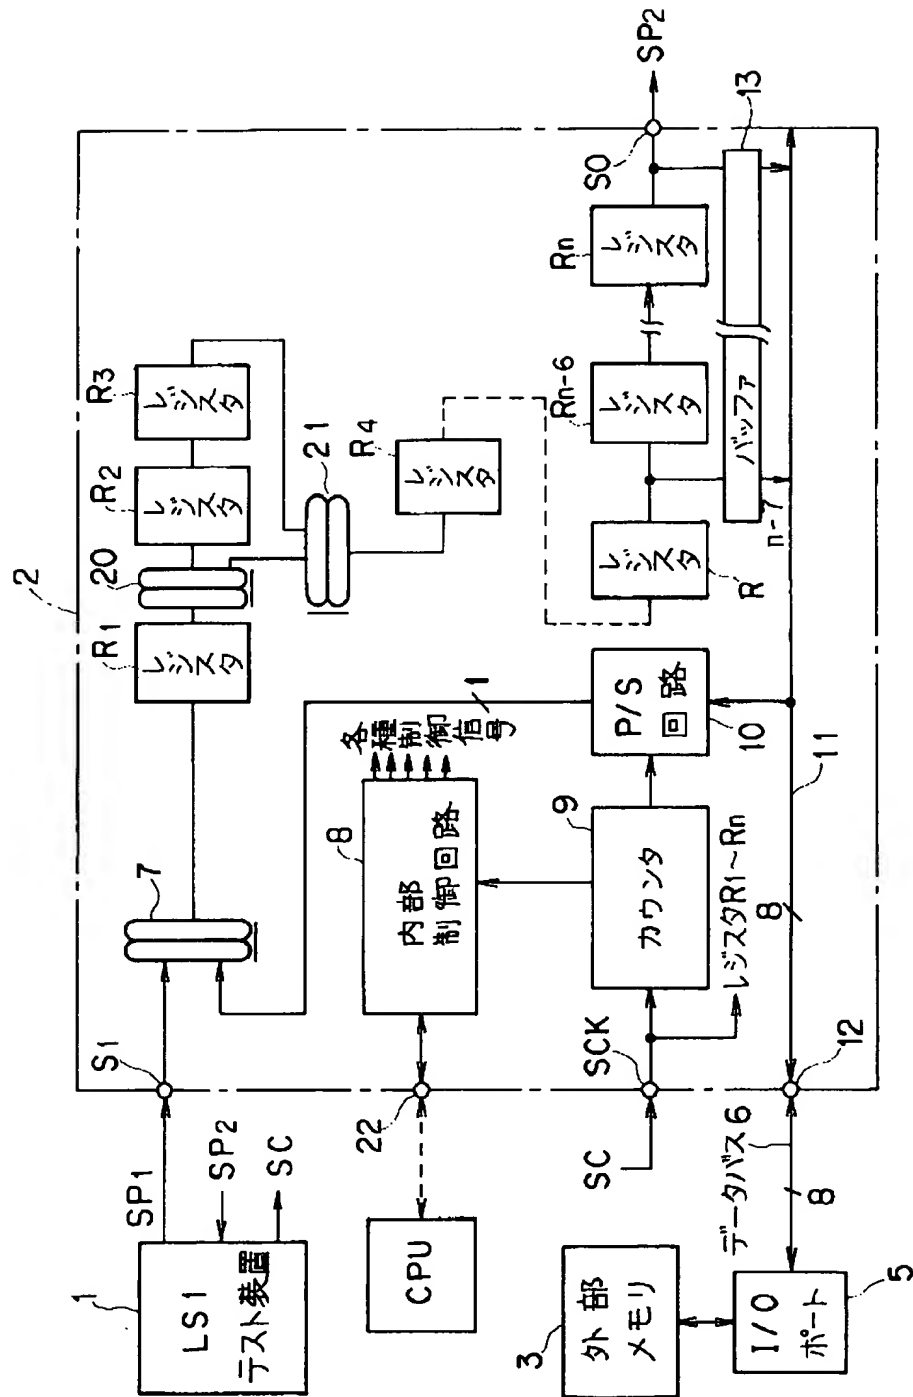 1
LSI
テスト装置
SP1
SP2
SC
S1
2
7
R1
レジスタ
20
R2
レジスタ
R3
レジスタ
21
R4
レジスタ
CPU
22
8
内部
制御回路
各種制御信号
1
SC
SCK
9
カウンタ
レジスタR1~Rn
P/S
回路
10
R
レジスタ
Rn-6
レジスタ
Rn
レジスタ
SO
SP2
n-7
バッファ
13
3
外部
メモリ
5
I/O
ポート
データバス6
8
12
8
11